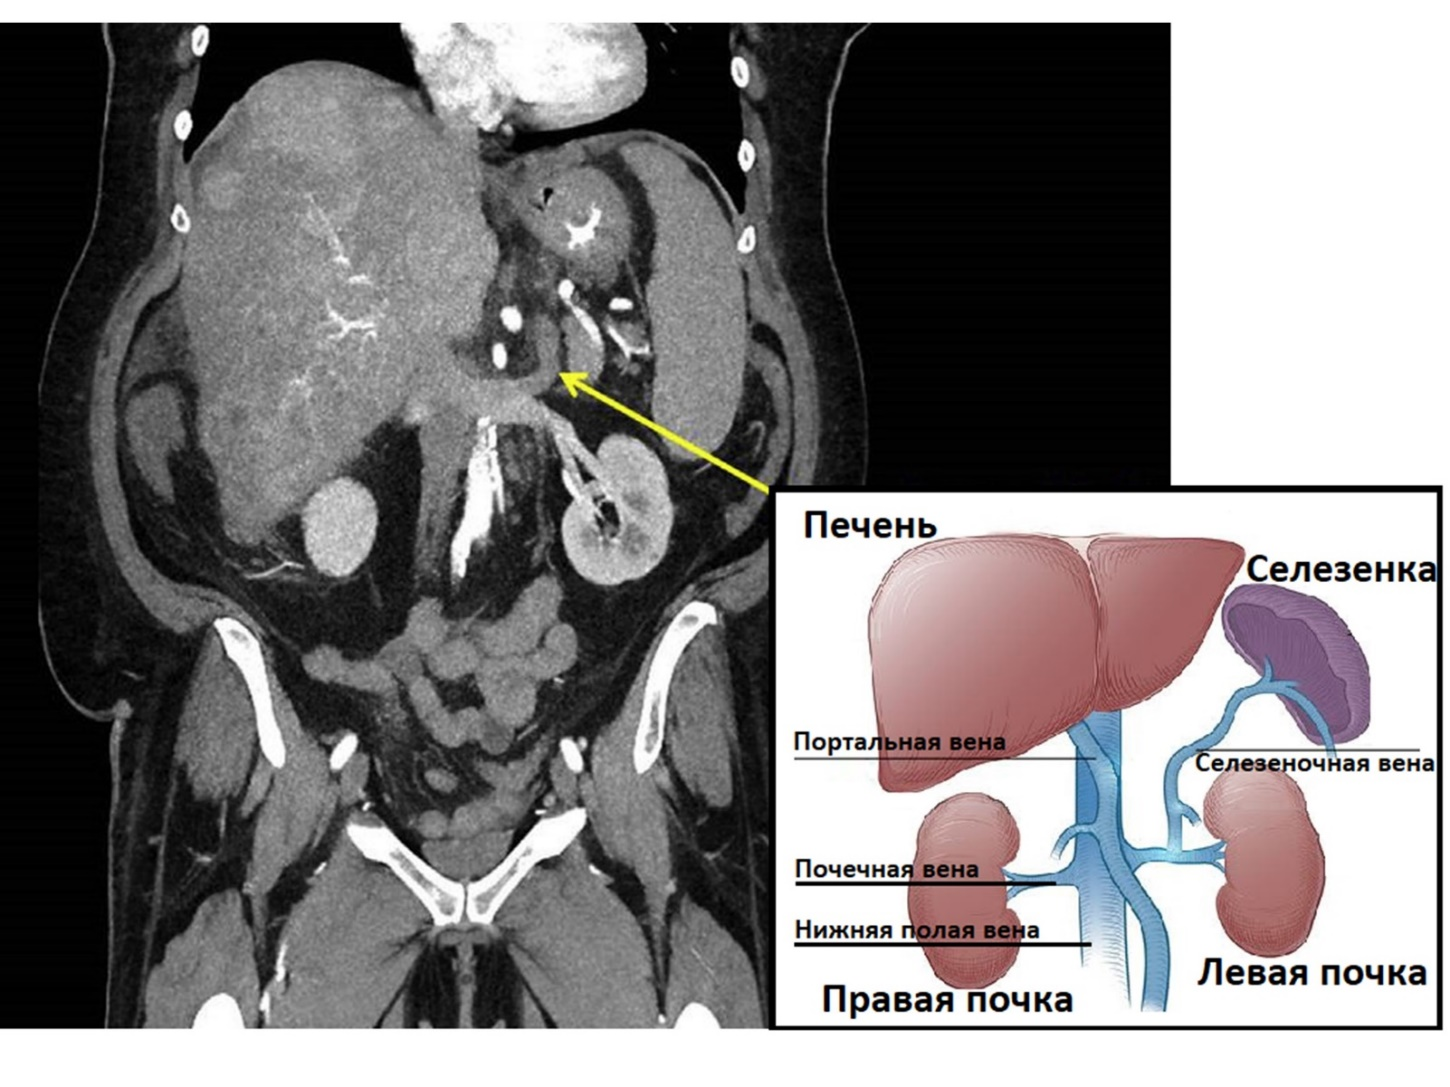 Печень
Селезенка
Портальная вена
Селезеночная вена
Почечная вена
Нижняя полая вена
Левая почка
Правая почка